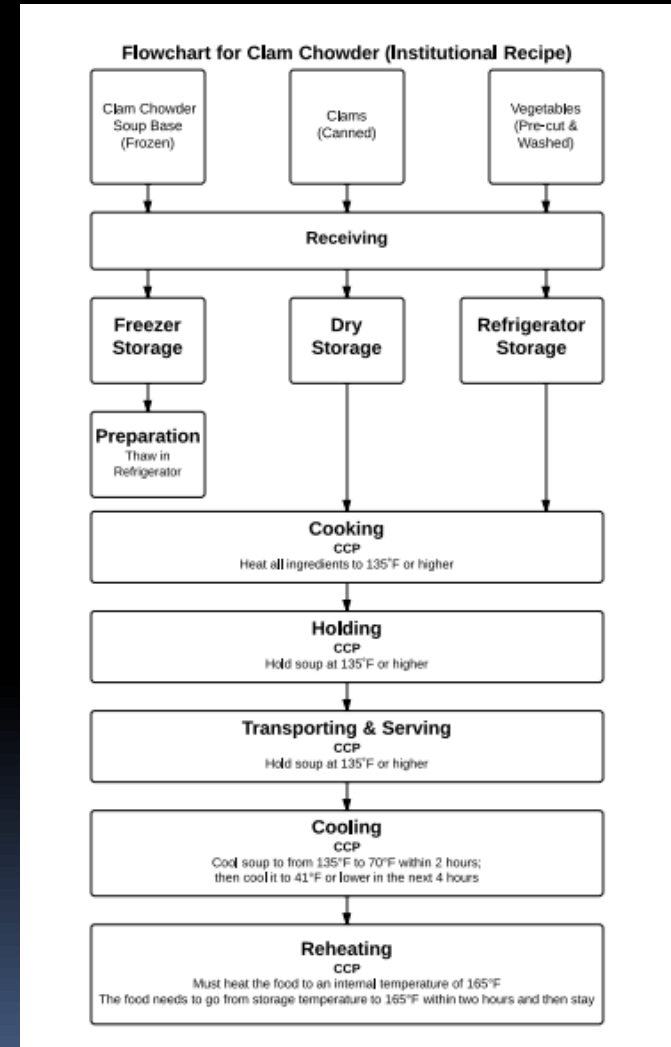 Flowchart for Clam Chowder (Institutional Recipe)
Clam Chowder
Soup Base
(Frozen)
Clams
(Canned)
Vegetables
(Pre-cut &
Washed)
Receiving
Freezer
Storage
Dry
Storage
Refrigerator
Storage
Preparation
Thaw in
Refrigerator
Cooking
CCP
Heat all ingredients to 135°F or higher
Holding
CCP
Hold soup at 135°F or higher
Transporting & Serving
CCP
Hold soup at 135°F or higher
Cooling
CCP
Cool soup to from 135°F to 70°F within 2 hours;
then cool it to 41°F or lower in the next 4 hours
Reheating
CCP
Must heat the food to an internal temperature of 165°F
The food needs to go from storage temperature to 165°F within two hours and then stay